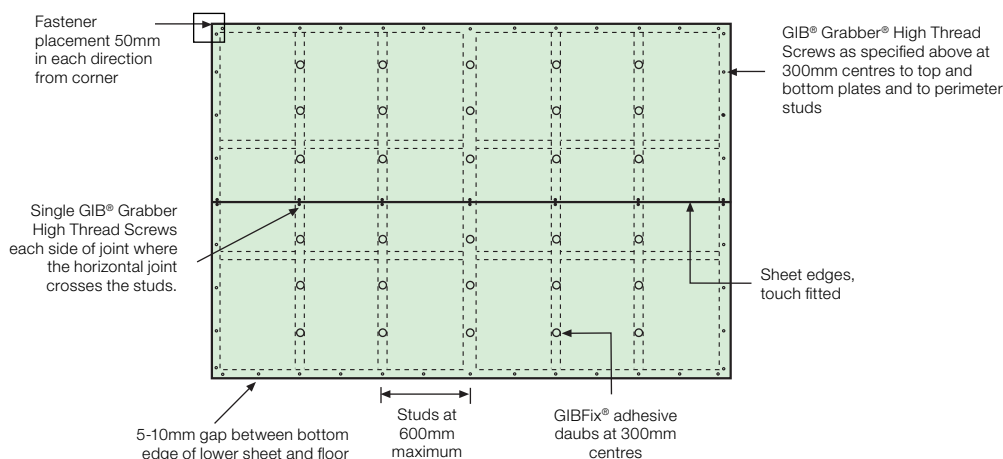 Fastener
placement 50mm
in each direction
from corner
GIB® Grabber® High Thread
Screws as specified above at
300mm centres to top and
bottom plates and to perimeter
studs
Single GIB® Grabber
High Thread Screws
each side of joint where
the horizontal joint
crosses the studs.
Sheet edges,
touch fitted
5-10mm gap between bottom
edge of lower sheet and floor
Studs at
600mm
maximum
GIBFix® adhesive
daubs at 300mm
centres